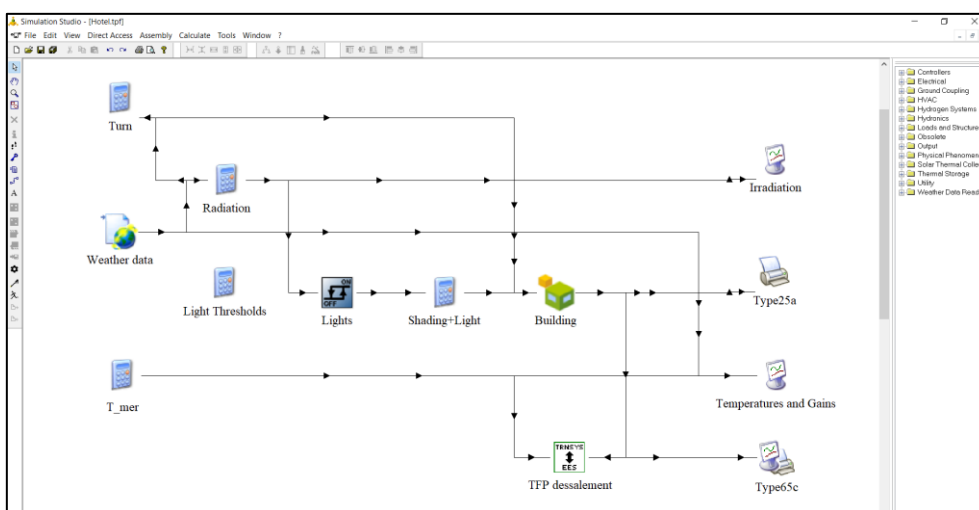 Simulation Studio - [Hotel.tpf]
File Edit View Direct Access Assembly Calculate Tools Window ?
Turn
Radiation
Irradiation
Weather data
Light Thresholds
ON
OFF
Lights
Shading+Light
Building
Type25a
T_mer
Temperatures and Gains
TRNSYS
EES
TFP dessalement
Type65c
Controllers
Electrical
Ground Coupling
HVAC
Hydrogen Systems
Hydronics
Loads and Structure
Obsolete
Output
Physical Phenomen
Solar Thermal Colle
Thermal Storage
Utility
Weather Data Read